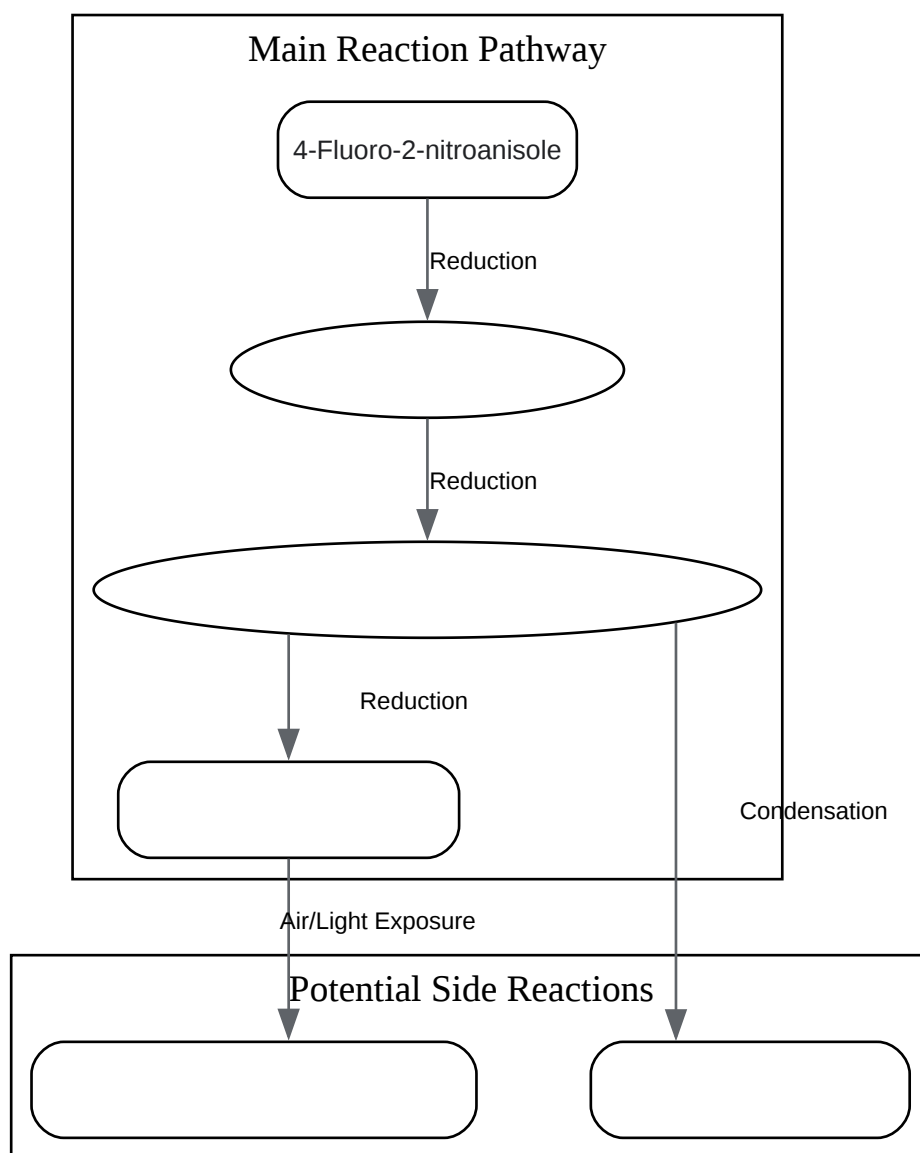 Main Reaction Pathway
4-Fluoro-2-nitroanisole
Reduction
Reduction
Reduction
Condensation
Air/Light Exposure
Potential Side Reactions